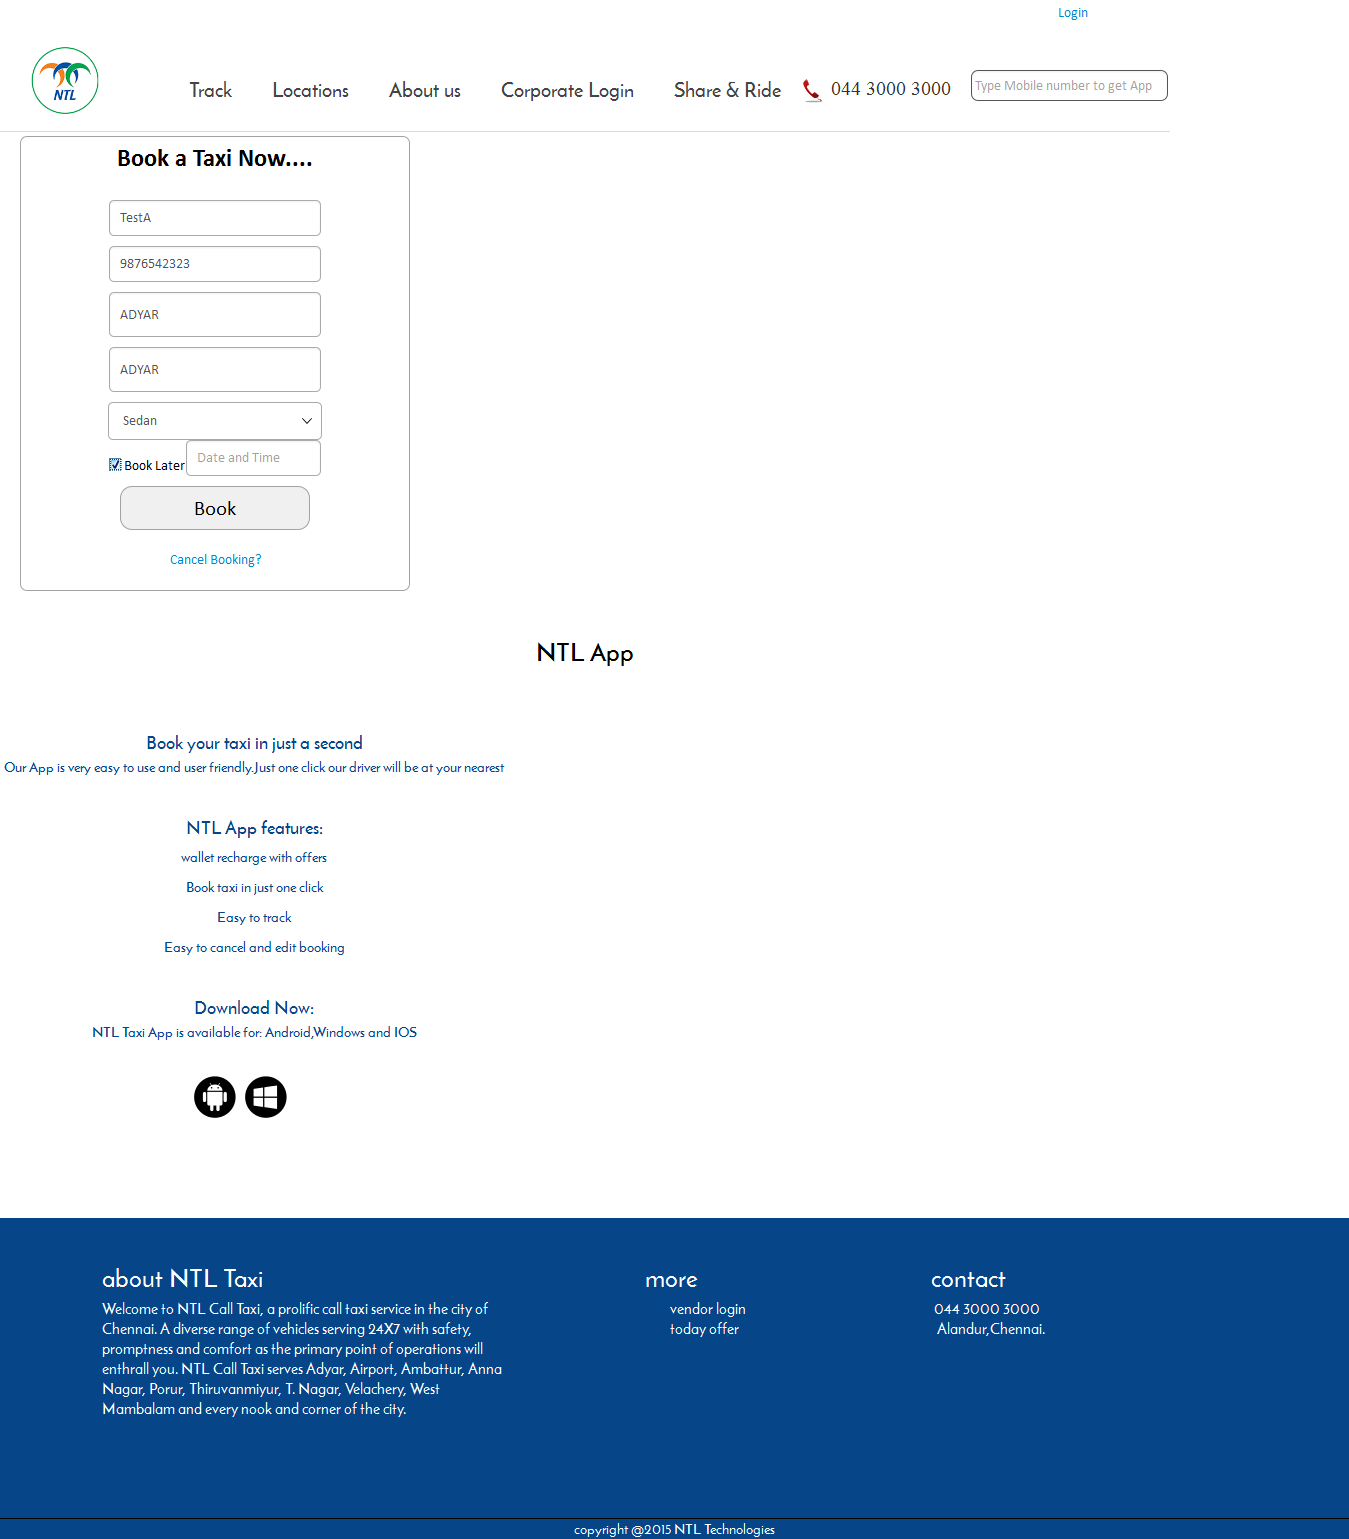 Login
NTL
Track Locations About us Corporate Login Share & Ride 044 3000 3000 Type Mobile number to get App
Book a Taxi Now....
TestA
9876542323
ADYAR
ADYAR
Sedan
Book Later Date and Time
Book
Cancel Booking?
NTL App
Book your taxi in just a second
Our App is very easy to use and user friendly.Just one click our driver will be at your nearest
NTL App features:
wallet recharge with offers
Book taxi in just one click
Easy to track
Easy to cancel and edit booking
Download Now:
NTL Taxi App is available for: Android,Windows and IOS
about NTL Taxi
Welcome to NTL Call Taxi, a prolific call taxi service in the city of
Chennai. A diverse range of vehicles serving 24X7 with safety,
promptness and comfort as the primary point of operations will
enthrall you. NTL Call Taxi serves Adyar, Airport, Ambattur, Anna
Nagar, Porur, Thiruvanmiyur, T. Nagar, Velachery, West
Mambalam and every nook and corner of the city.
more
vendor login
today offer
contact
044 3000 3000
Alandur,Chennai.
copyright @2015 NTL Technologies